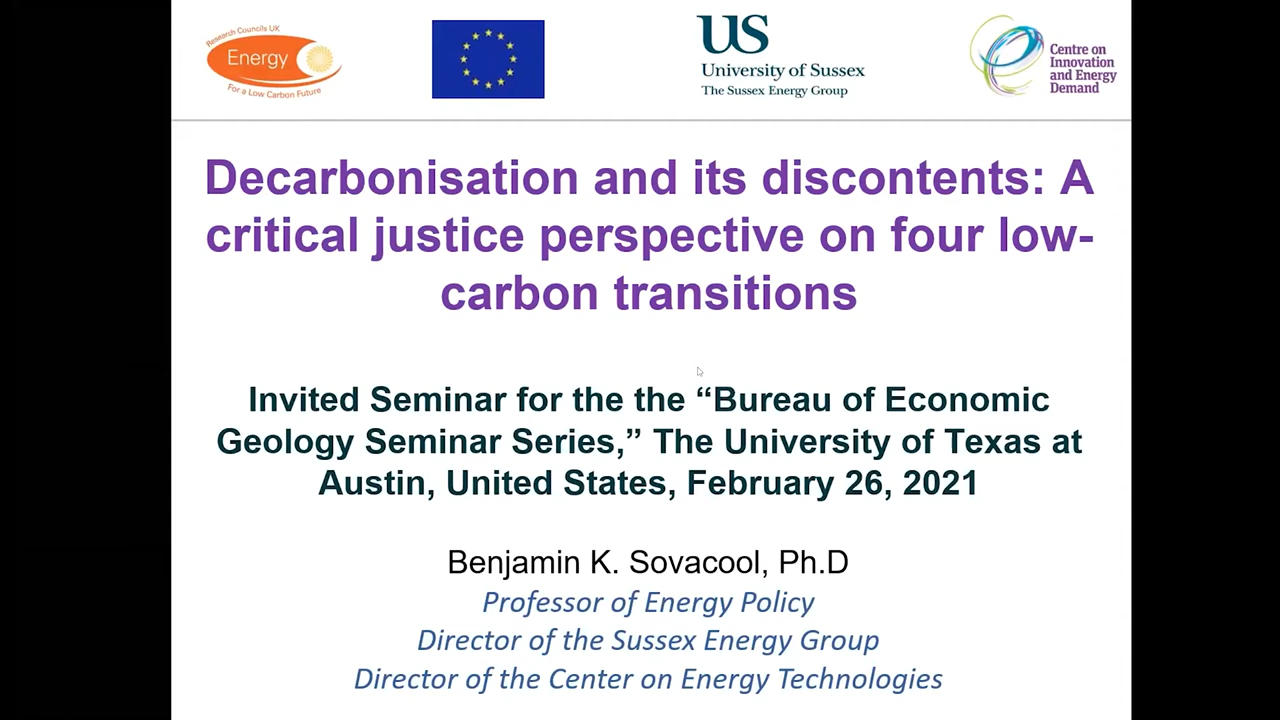 Research Councils UK
Energy
For a Low Carbon Future
US
University of Sussex
The Sussex Energy Group
Centre on
Innovation
and Energy
Demand
Decarbonisation and its discontents: A
critical justice perspective on four low-
carbon transitions
Invited Seminar for the the “Bureau of Economic
Geology Seminar Series,” The University of Texas at
Austin, United States, February 26, 2021
Benjamin K. Sovacool, Ph.D
Professor of Energy Policy
Director of the Sussex Energy Group
Director of the Center on Energy Technologies